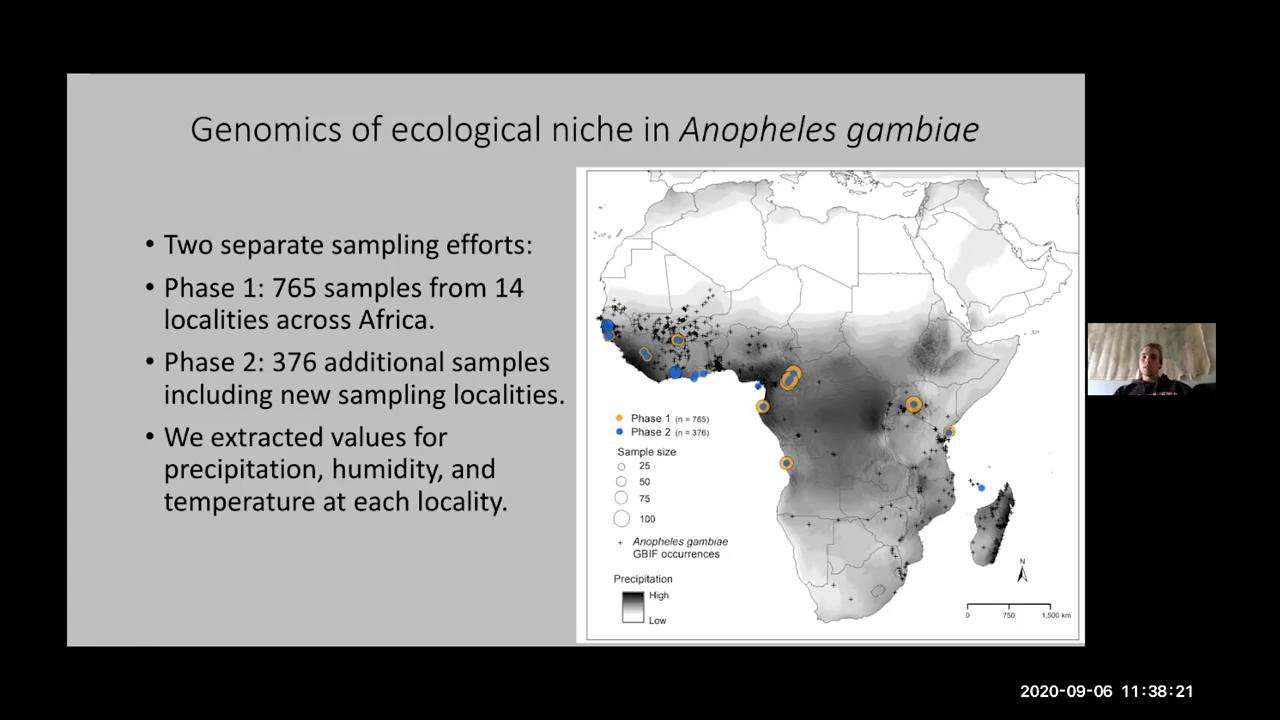 Genomics of ecological niche in Anopheles gambiae
• Two separate sampling efforts:
• Phase 1: 765 samples from 14
localities across Africa.
• Phase 2: 376 additional samples
including new sampling localities.
• We extracted values for
precipitation, humidity, and
temperature at each locality.
Phase 1 (n = 765)
Phase 2 (n = 376)
Sample size
25
50
75
100
Anopheles gambiae
GBIF occurrences
Precipitation
High
Low
N
0 750 1,500 km
2020-09-06 11:38:21